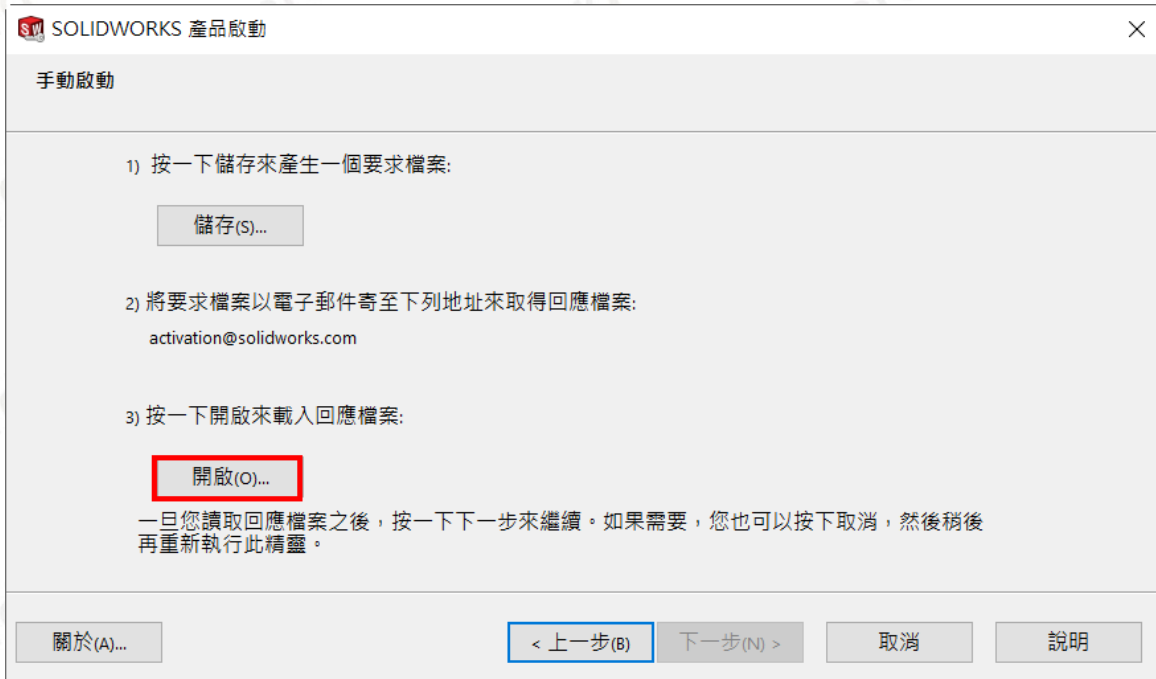 SOLIDWORKS 產品啟動
手動啟動
1) 按一下儲存來產生一個要求檔案:
儲存(S)...
2) 將要求檔案以電子郵件寄至下列地址來取得回應檔案:
activation@solidworks.com
3) 按一下開啟來載入回應檔案:
開啟(O)...
一旦您讀取回應檔案之後，按一下下一步來繼續。如果需要，您也可以按下取消，然後稍後
再重新執行此精靈。
關於(A)... < 上一步(B) 下一步(N) > 取消 說明